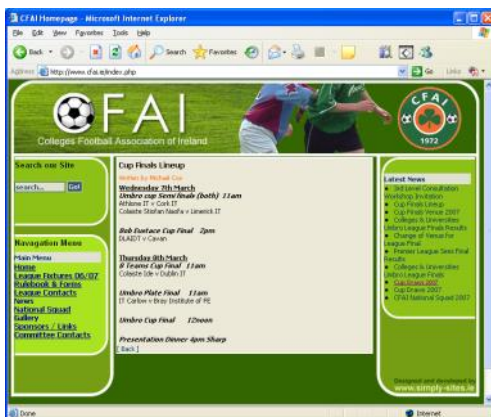 CFAI Homepage - Microsoft Internet Explorer
File Edit View Favorites Tools Help
Back Search Favorites
Address http://www.cfai.ie/index.php Go Links
CFAI
Colleges Football Association of Ireland
CFAI
1972
Search our Site
search... Go!
Navagation Menu
Main Menu
Home
League Fixtures 06/07
Rulebook & Forms
League Contacts
News
National Squad
Gallery
Sponsors / Links
Committee Contacts
Cup Finals Lineup
Written by Michael Cox
Wednesday 7th March
Umbro cup Semi finals (both) 11am
Athlone IT v Cork IT
Colaiste Stiofan Naofa v Limerick IT
Bob Eustace Cup Final 2pm
DLAIDT v Cavan
Thursday 8th March
B Teams Cup Final 11am
Colaiste Ide v Dublin IT
Umbro Plate Final 11am
IT Carlow v Bray Institute of FE
Umbro Cup Final 12noon
Presentation Dinner 4pm Sharp
[ Back ]
Latest News
3rd Level Consultation
Workshop Invitation
Cup Finals Lineup
Cup Finals Venue 2007
Colleges & Universities
Umbro League Finals Results
Change of Venue for
League Final
Premier League Semi Final
Results
Colleges & Universities
Umbro League Finals
Cup Draws 2007
Cup Draws 2007
CFAI National Squad 2007
Designed and developed by
www.simply-sites.ie
Done
Internet